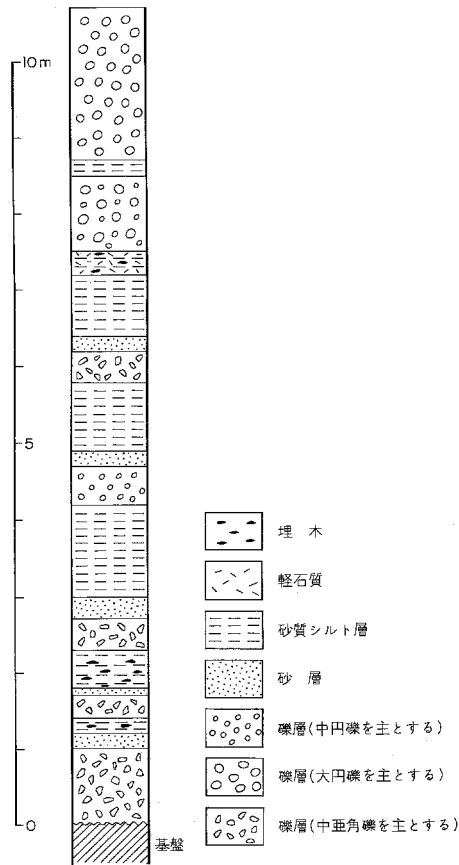 10m
5
0
基盤
埋木
軽石質
砂質シルト層
砂層
礫層(中円礫を主とする)
礫層(大円礫を主とする)
礫層(中亜角礫を主とする)